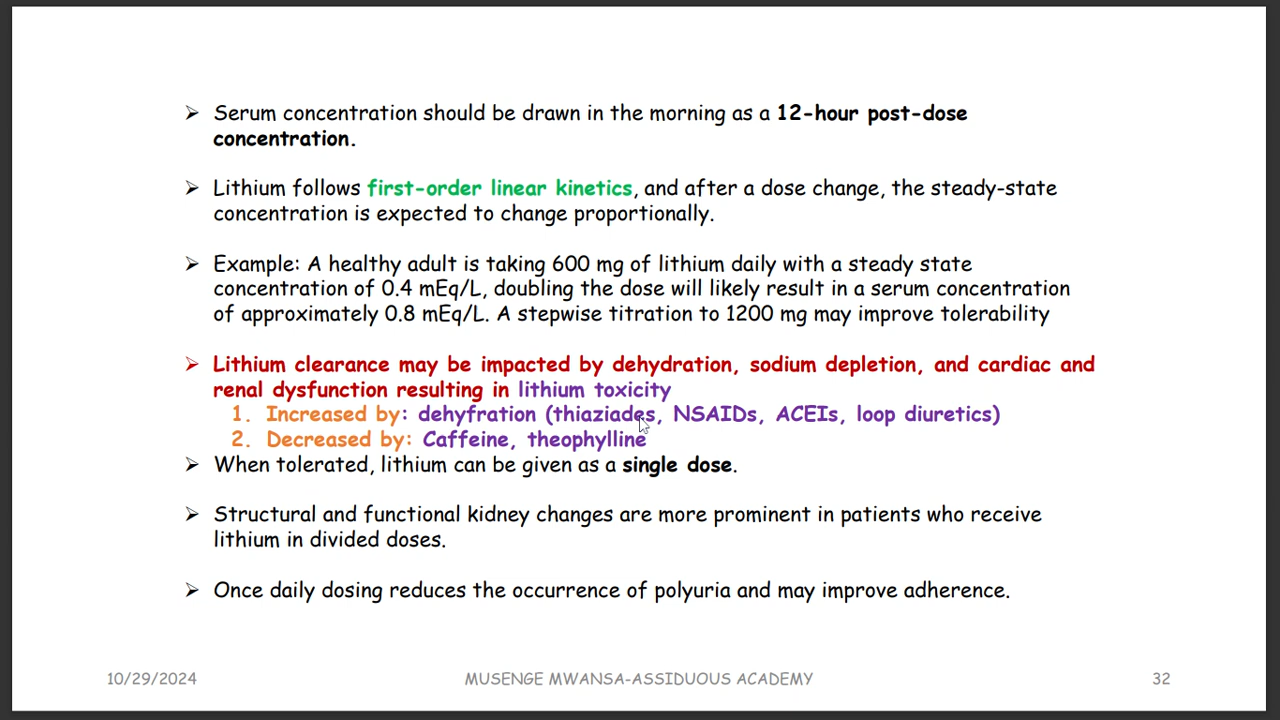 ➢ Serum concentration should be drawn in the morning as a 12-hour post-dose
concentration.
➢ Lithium follows first-order linear kinetics, and after a dose change, the steady-state
concentration is expected to change proportionally.
➢ Example: A healthy adult is taking 600 mg of lithium daily with a steady state
concentration of 0.4 mEq/L, doubling the dose will likely result in a serum concentration
of approximately 0.8 mEq/L. A stepwise titration to 1200 mg may improve tolerability
➢ Lithium clearance may be impacted by dehydration, sodium depletion, and cardiac and
renal dysfunction resulting in lithium toxicity
1. Increased by: dehyfration (thiaziades, NSAIDs, ACEIs, loop diuretics)
2. Decreased by: Caffeine, theophylline
➢ When tolerated, lithium can be given as a single dose.
➢ Structural and functional kidney changes are more prominent in patients who receive
lithium in divided doses.
➢ Once daily dosing reduces the occurrence of polyuria and may improve adherence.
10/29/2024 MUSENGE MWANSA-ASSIDUOUS ACADEMY 32